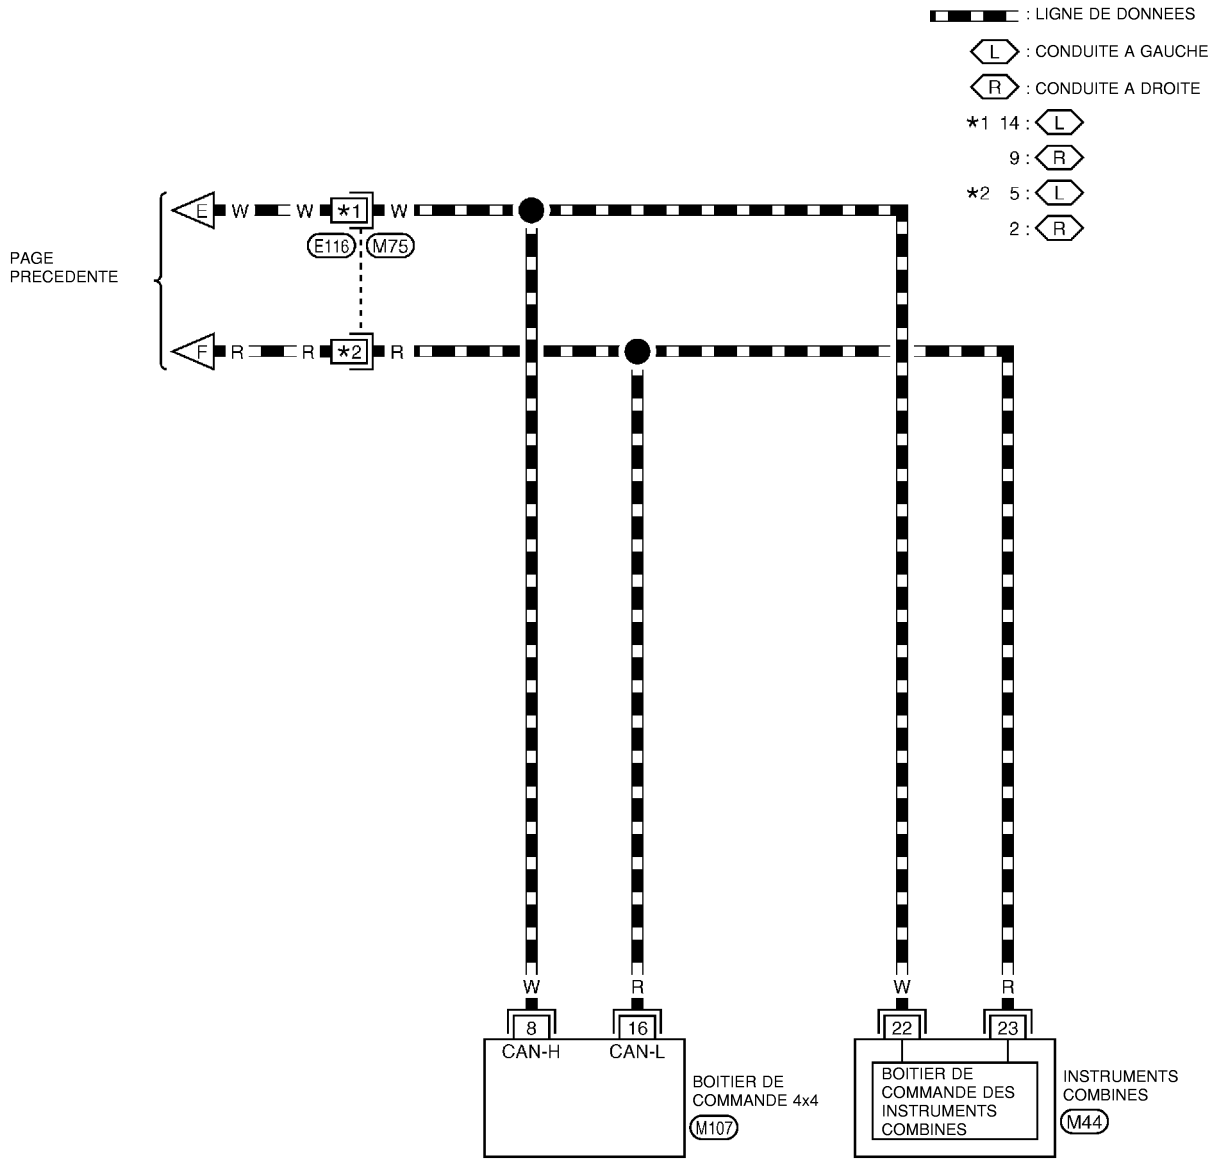 : LIGNE DE DONNEES
L : CONDUITE A GAUCHE
R : CONDUITE A DROITE
*1 14 : L
9 : R
*2 5 : L
2 : R
E W W *1 W
E116 M75
PAGE
PRECEDENTE
F R R *2 R
W R W R
8 16 22 23
CAN-H CAN-L
BOITIER DE
COMMANDE 4x4
M107
BOITIER DE
COMMANDE DES
INSTRUMENTS
COMBINES
INSTRUMENTS
COMBINES
M44